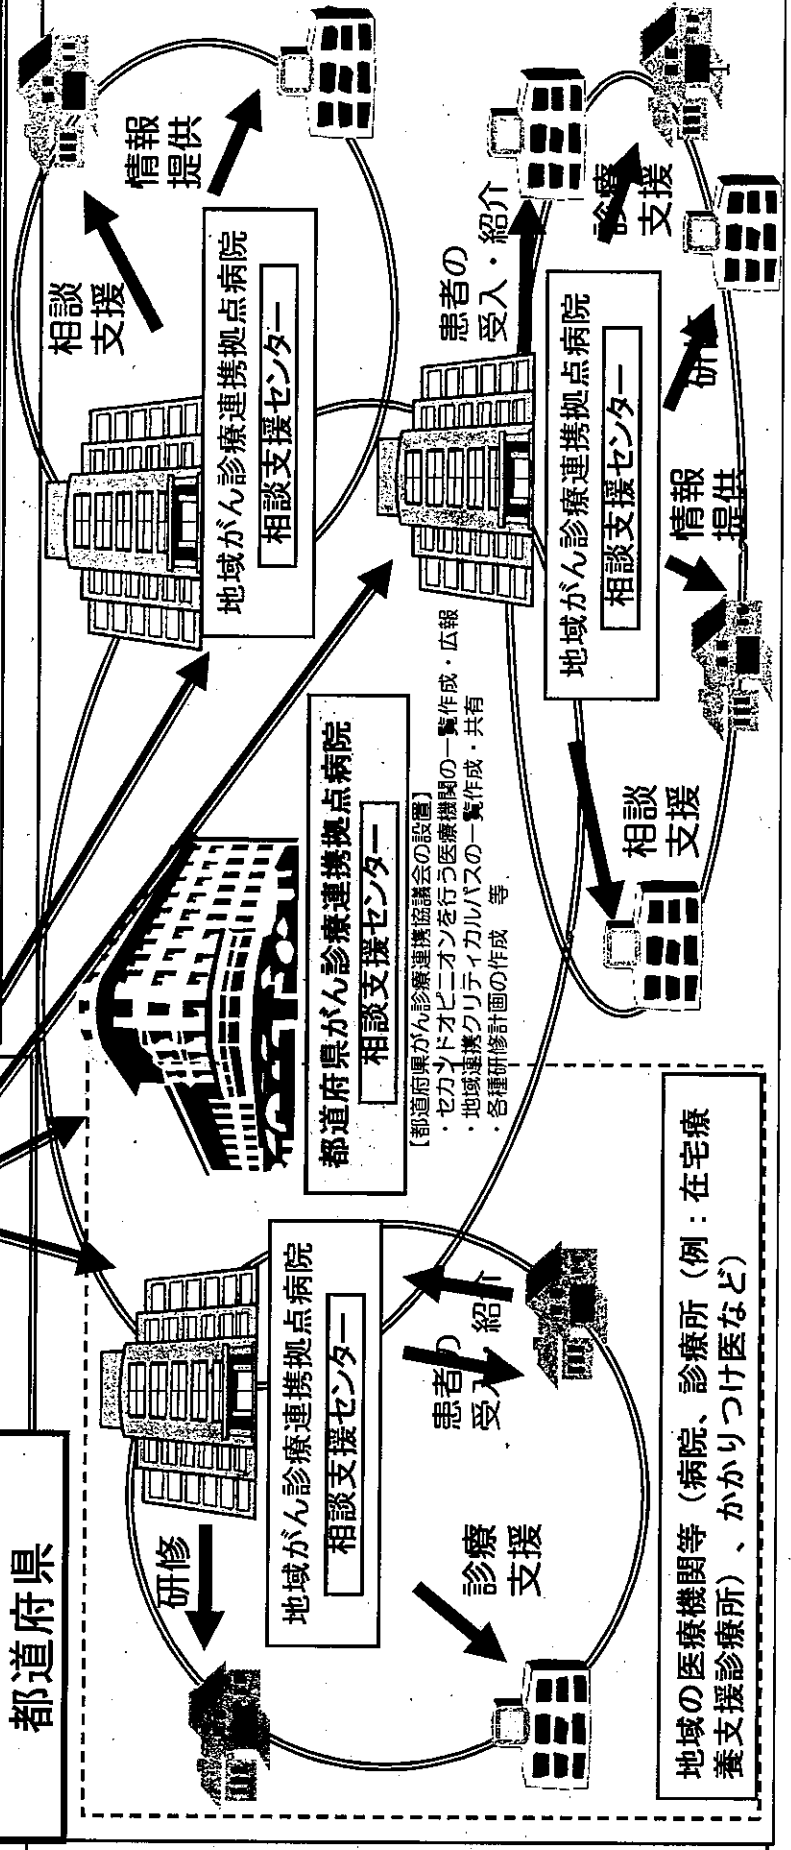 都道府県
研修
地域がん診療連携拠点病院
相談支援センター
患者の
受入・紹介
診療
支援
地域の医療機関等（病院、診療所（例：在宅療
養支援診療所）、かかりつけ医など）
都道府県がん診療連携拠点病院
相談支援センター
［都道府県がん診療連携協議会の設置］
・セカンドオピニオンを行う医療機関の一覧作成・広報
・地域連携クリティカルパスの一覧作成・共有
・各種研修計画の作成　等
地域がん診療連携拠点病院
相談支援センター
相談
支援
情報
提供
地域がん診療連携拠点病院
相談支援センター
患者の
受入・紹介
診療
支援
研修
情報
提供
相談
支援